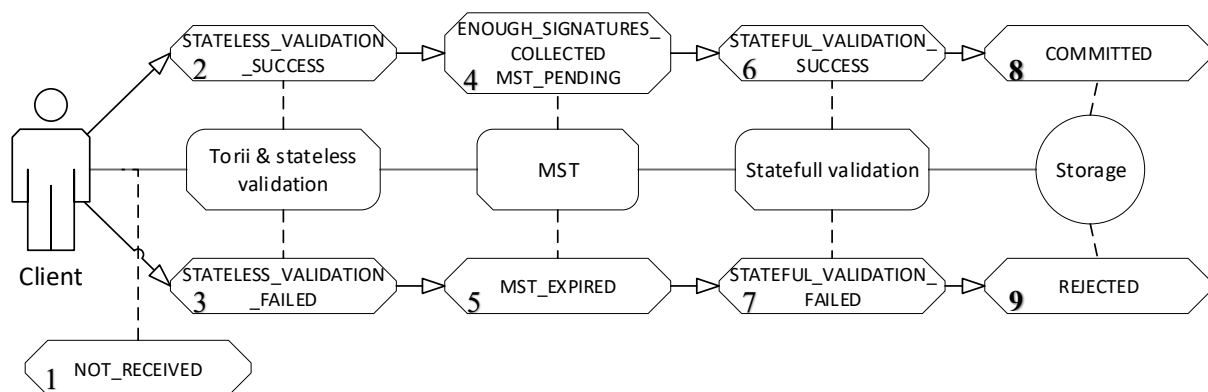 STATELESS_VALIDATION
_SUCCESS
2
ENOUGH_SIGNATURES_
COLLECTED
MST_PENDING
4
STATEFUL_VALIDATION_
SUCCESS
6
COMMITTED
8
Torii & stateless
validation
MST
Statefull validation
Storage
Client
STATELESS_VALIDATION
_FAILED
3
MST_EXPIRED
5
STATEFUL_VALIDATION_
FAILED
7
REJECTED
9
NOT_RECEIVED
1